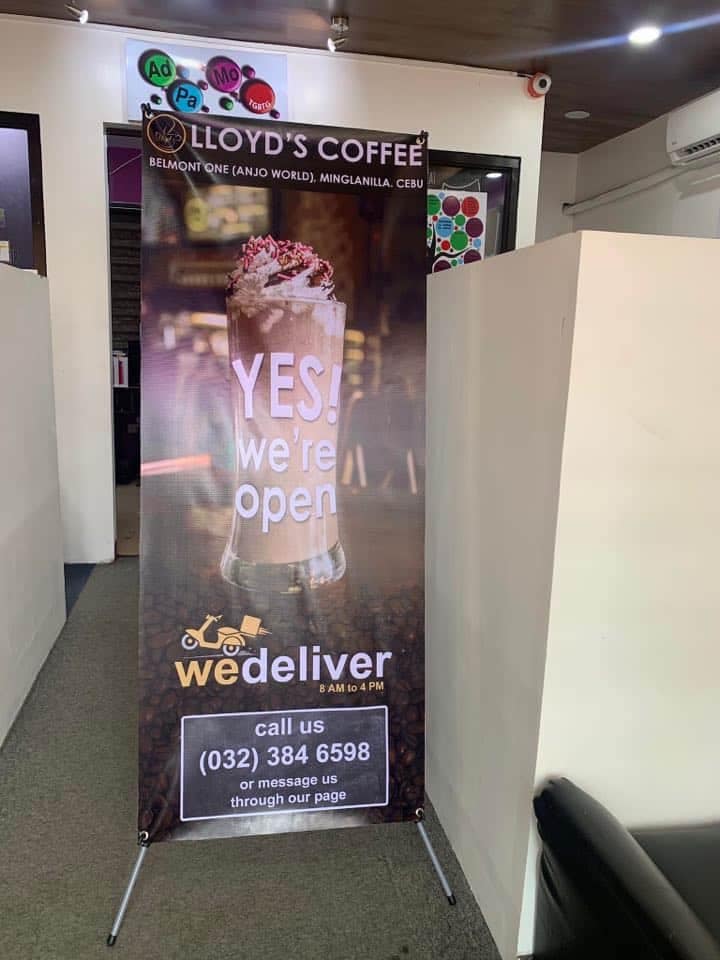 Ad
Mo
Pa
TGBTG
LLOYD'S COFFEE
BELMONT ONE (ANJO WORLD), MINGLANILLA. CEBU
YES!
we're
open
wedeliver
8 AM to 4 PM
call us
(032) 384 6598
or message us
through our page